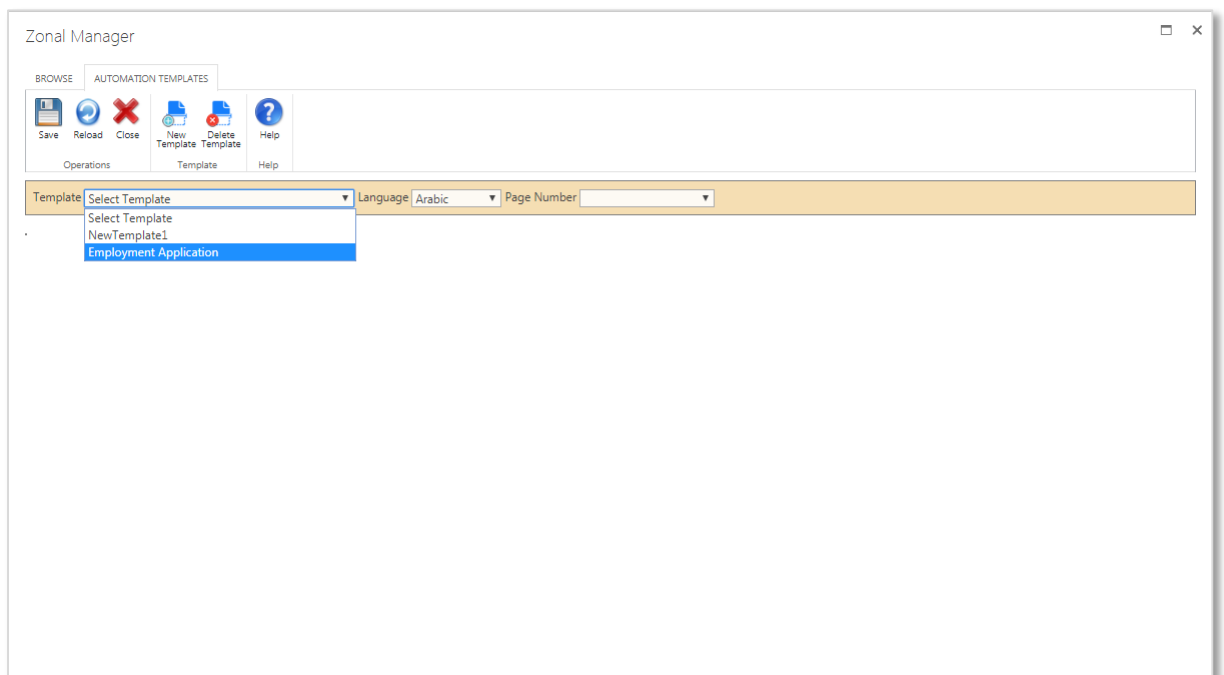 Zonal Manager
BROWSE AUTOMATION TEMPLATES
Save Reload Close New Template Delete Template Help
Operations Template Help
Template Select Template Language Arabic Page Number
Select Template
NewTemplate1
Employment Application